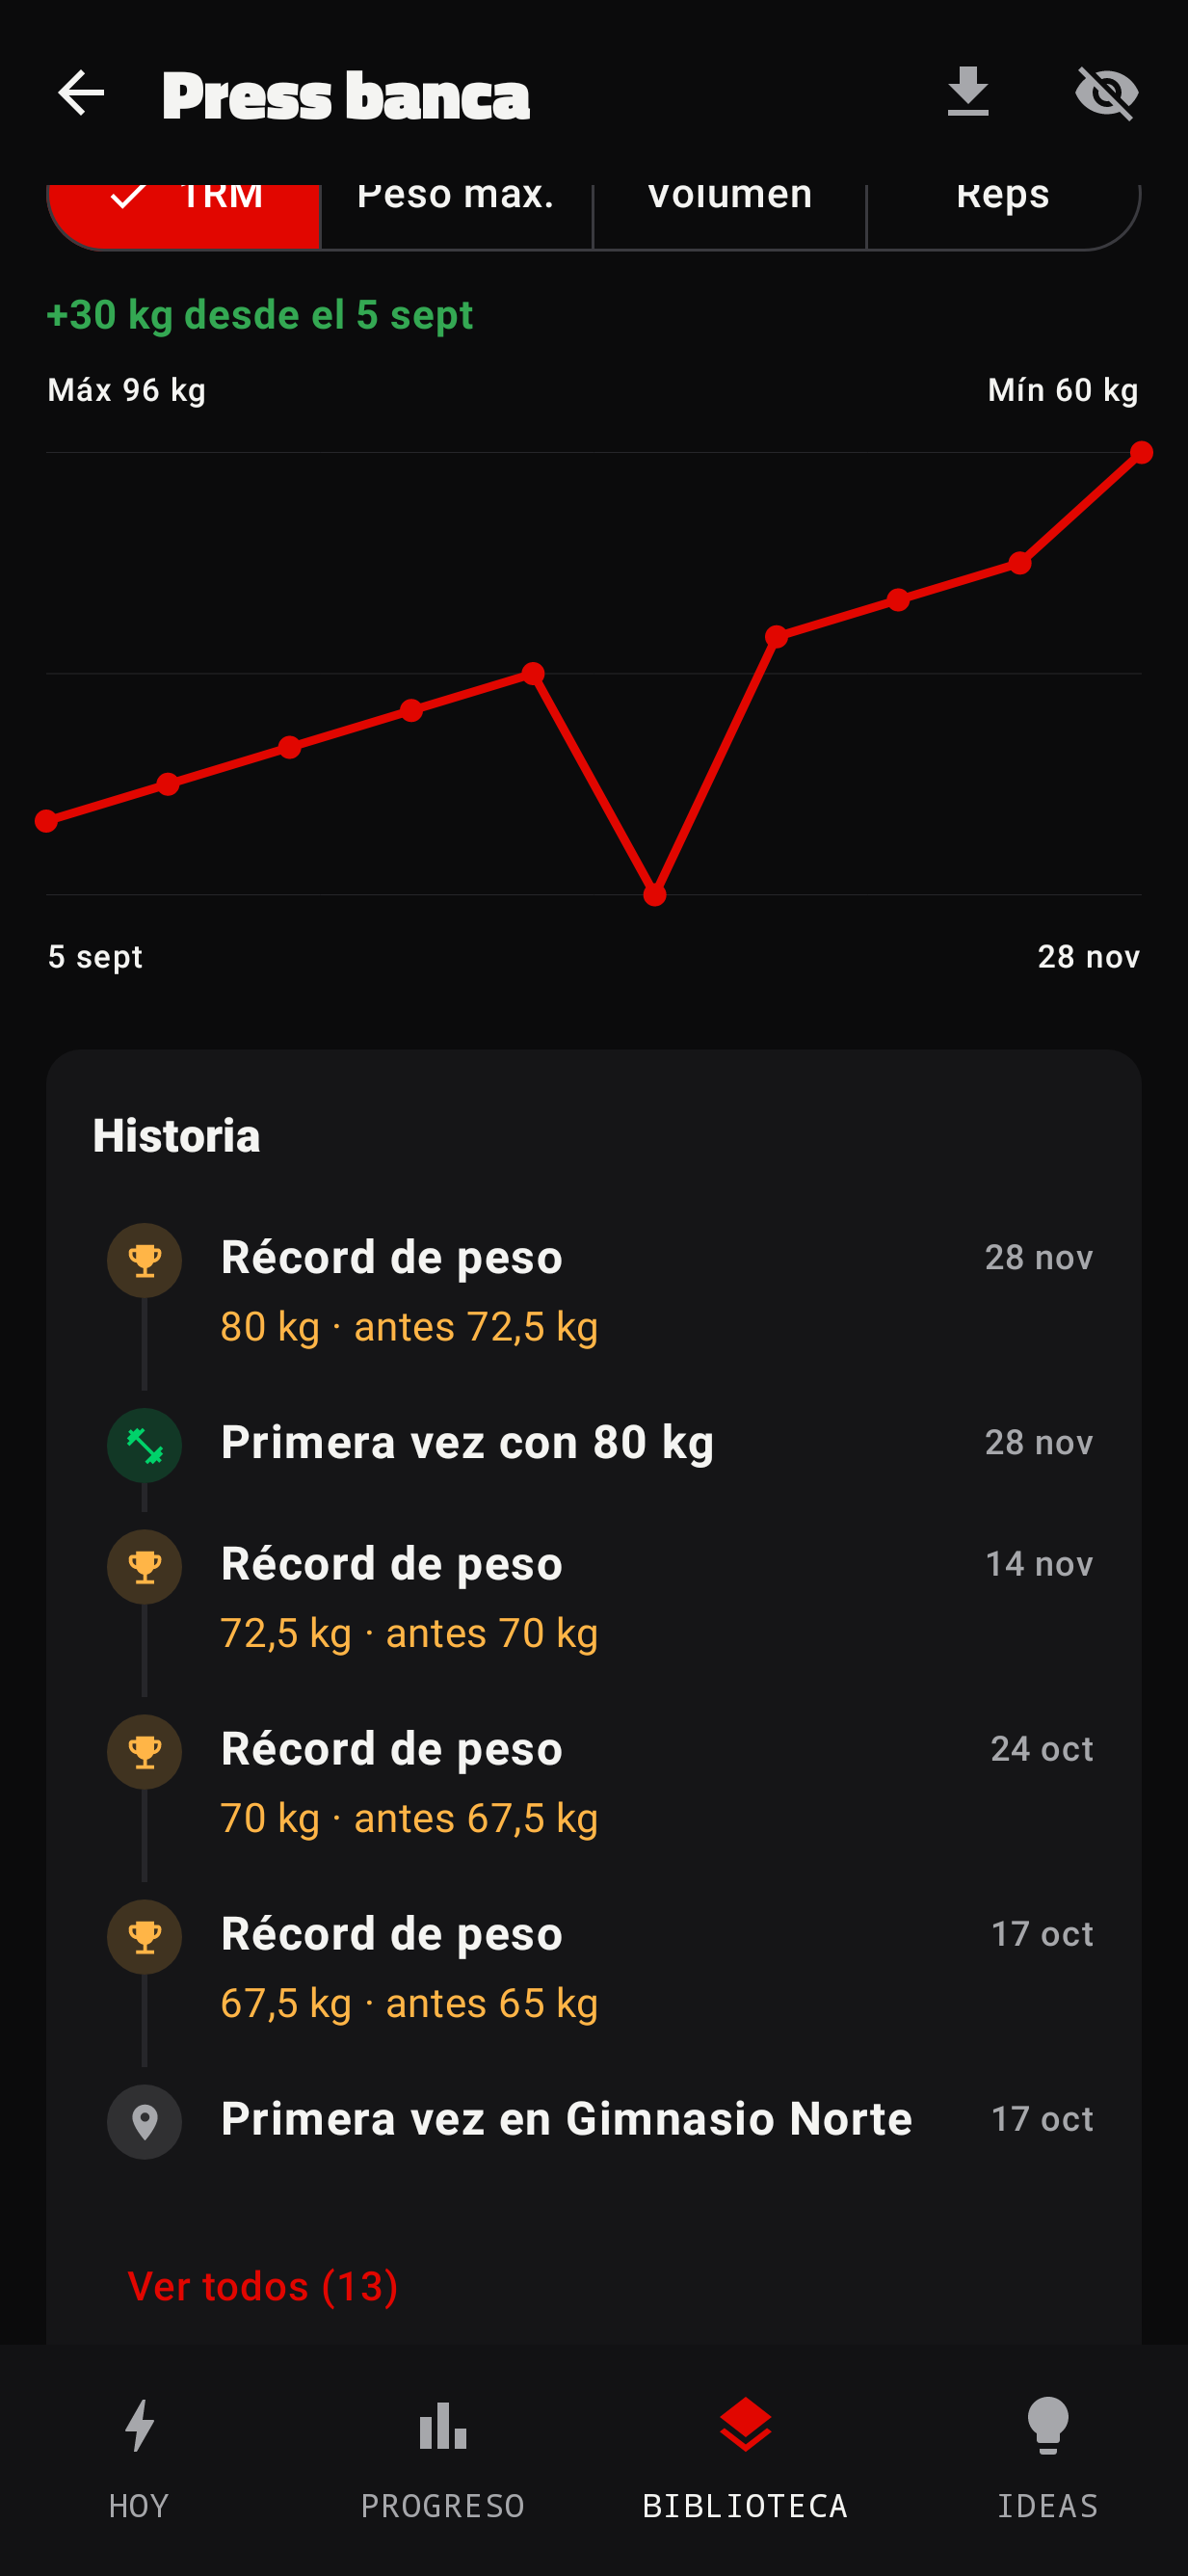 Press banca
1RM
Peso máx.
Volumen
Reps
+30 kg desde el 5 sept
Máx 96 kg
Mín 60 kg
5 sept
28 nov
Historia
Récord de peso
28 nov
80 kg · antes 72,5 kg
Primera vez con 80 kg
28 nov
Récord de peso
14 nov
72,5 kg · antes 70 kg
Récord de peso
24 oct
70 kg · antes 67,5 kg
Récord de peso
17 oct
67,5 kg · antes 65 kg
Primera vez en Gimnasio Norte
17 oct
Ver todos (13)
HOY
PROGRESO
BIBLIOTECA
IDEAS